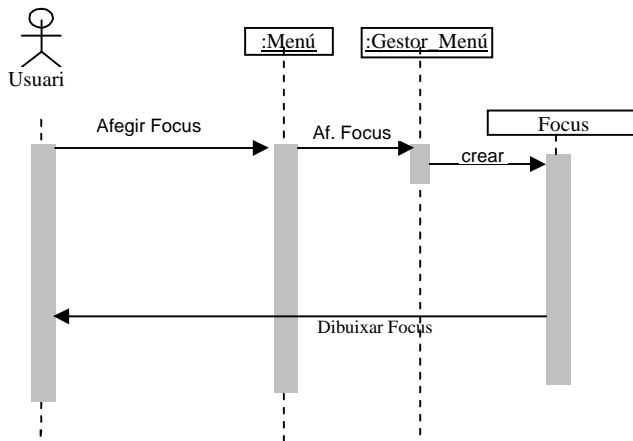 :Menú
:Gestor_Menú
Usuari
Afegir Focus
Af. Focus
Focus
crear
Dibuixar Focus